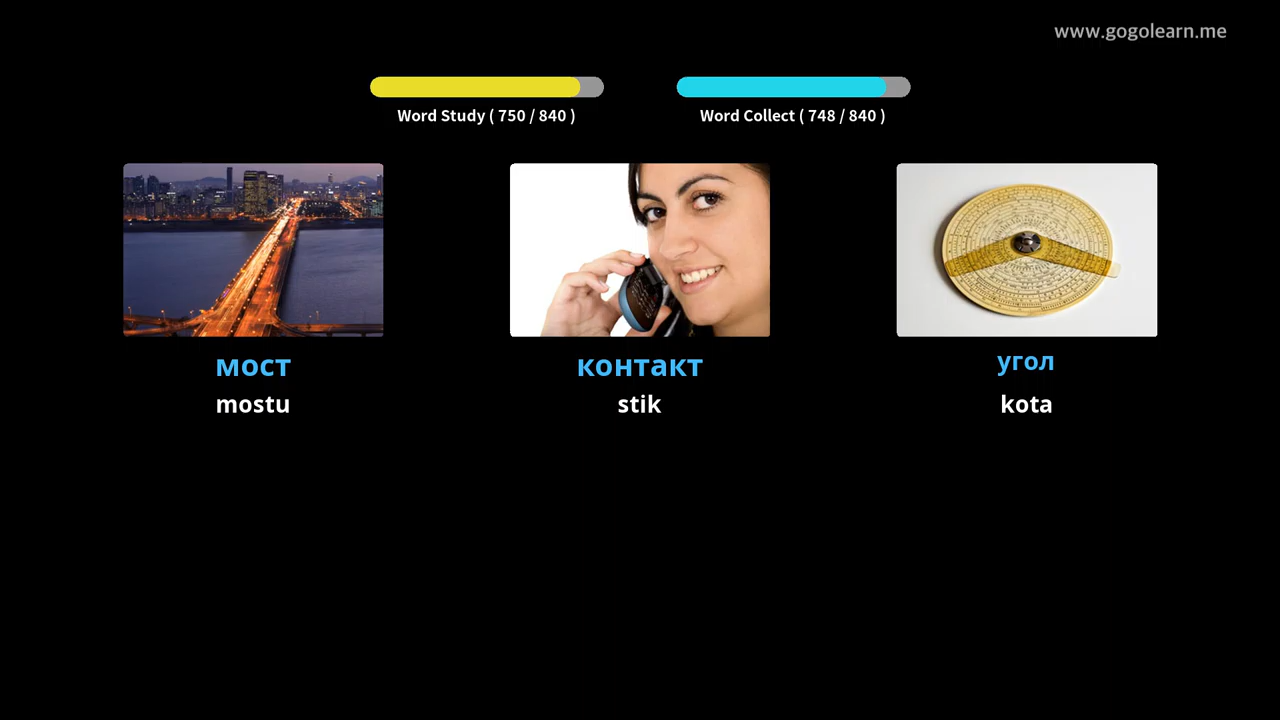 www.gogolearn.me
Word Study ( 750 / 840 )
Word Collect ( 748 / 840 )
мост
контакт
угол
mostu
stik
kota